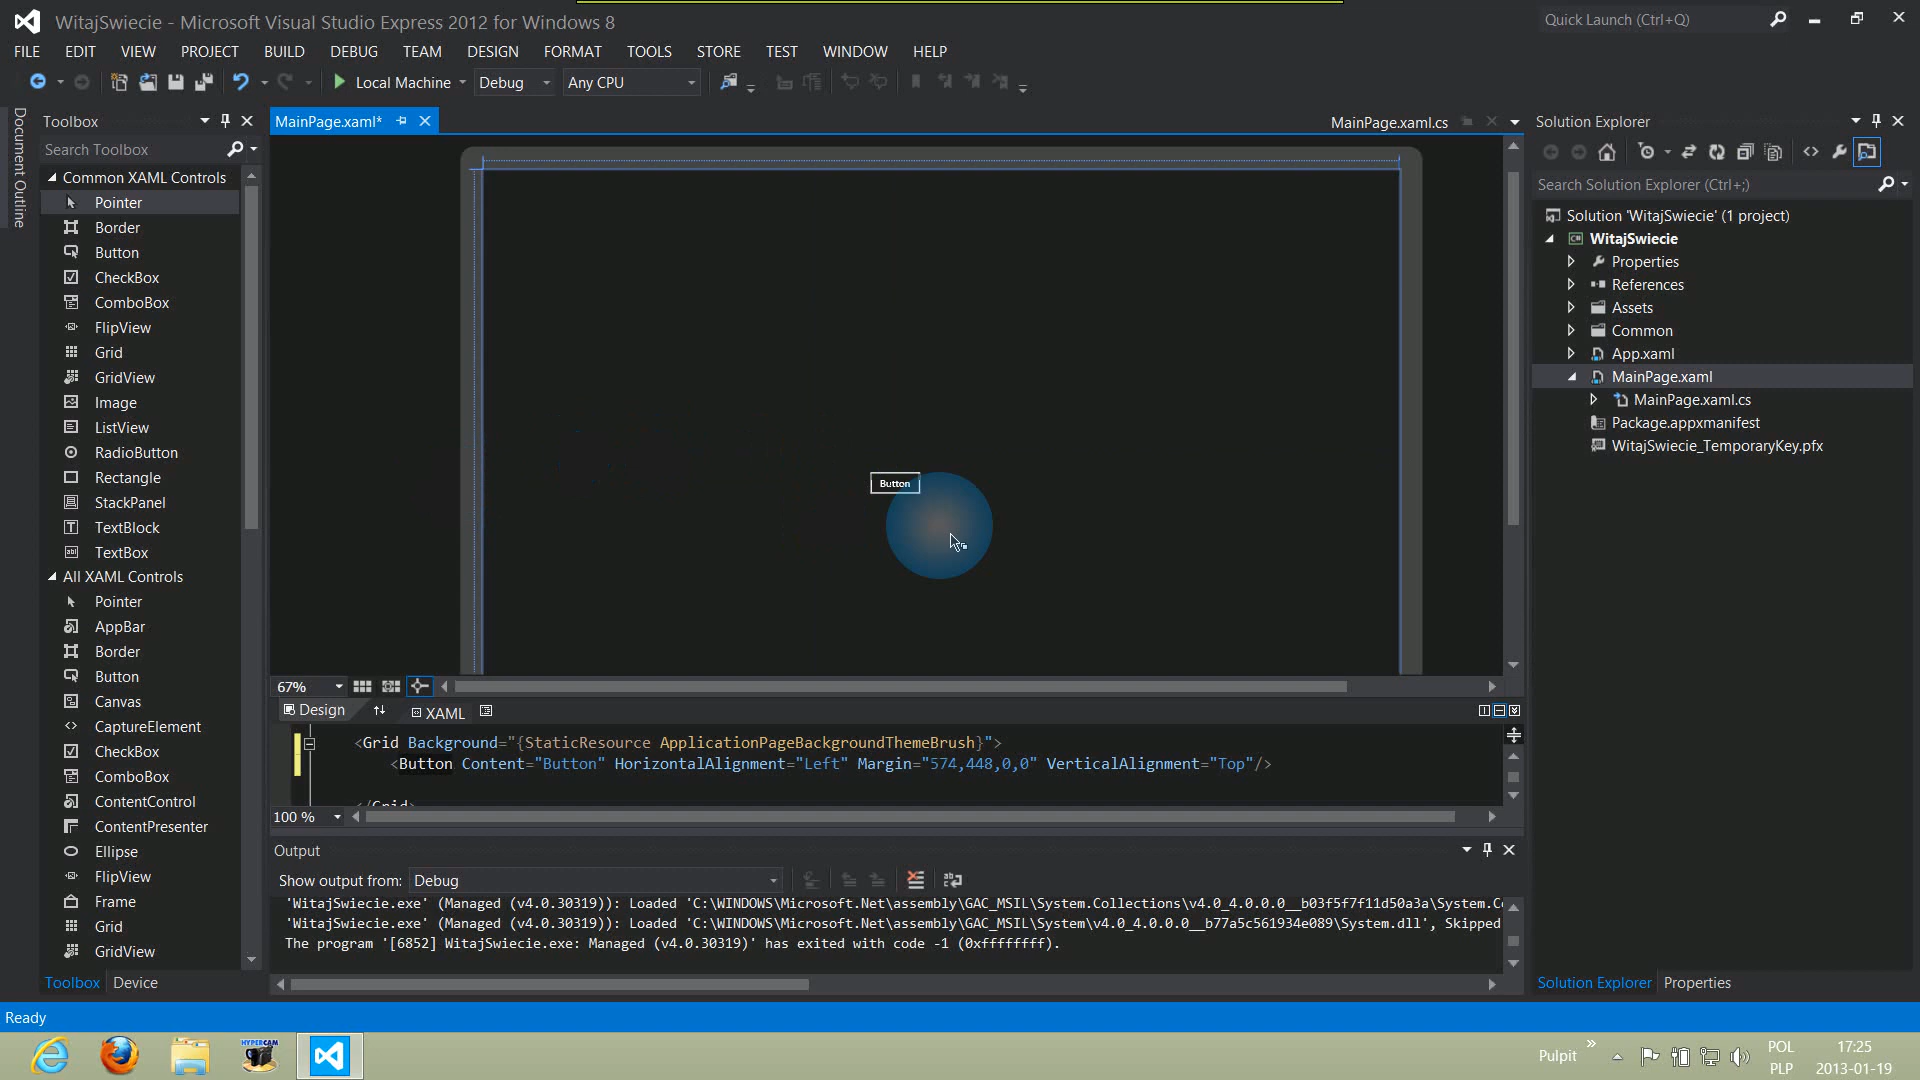 WitajSwiecie - Microsoft Visual Studio Express 2012 for Windows 8
Quick Launch (Ctrl+Q)
FILE EDIT VIEW PROJECT BUILD DEBUG TEAM DESIGN FORMAT TOOLS STORE TEST WINDOW HELP
Local Machine Debug Any CPU
Document Outline
Toolbox
Search Toolbox
Common XAML Controls
Pointer
Border
Button
CheckBox
ComboBox
FlipView
Grid
GridView
Image
ListView
RadioButton
Rectangle
StackPanel
TextBlock
TextBox
All XAML Controls
Pointer
AppBar
Border
Button
Canvas
CaptureElement
CheckBox
ComboBox
ContentControl
ContentPresenter
Ellipse
FlipView
Frame
Grid
GridView
Toolbox Device
MainPage.xaml*
MainPage.xaml.cs
Button
67%
Design XAML
<Grid Background="{StaticResource ApplicationPageBackgroundThemeBrush}">
<Button Content="Button" HorizontalAlignment="Left" Margin="574,448,0,0" VerticalAlignment="Top"/>
</Grid>
100 %
Output
Show output from: Debug
'WitajSwiecie.exe' (Managed (v4.0.30319)): Loaded 'C:\WINDOWS\Microsoft.Net\assembly\GAC_MSIL\System.Collections\v4.0_4.0.0.0__b03f5f7f11d50a3a\System.Co
'WitajSwiecie.exe' (Managed (v4.0.30319)): Loaded 'C:\WINDOWS\Microsoft.Net\assembly\GAC_MSIL\System\v4.0_4.0.0.0__b77a5c561934e089\System.dll', Skipped
The program '[6852] WitajSwiecie.exe: Managed (v4.0.30319)' has exited with code -1 (0xffffffff).
Solution Explorer
Search Solution Explorer (Ctrl+;)
Solution 'WitajSwiecie' (1 project)
WitajSwiecie
Properties
References
Assets
Common
App.xaml
MainPage.xaml
MainPage.xaml.cs
Package.appxmanifest
WitajSwiecie_TemporaryKey.pfx
Solution Explorer Properties
Ready
HYPERCAM
Pulpit
POL
PLP
17:25
2013-01-19